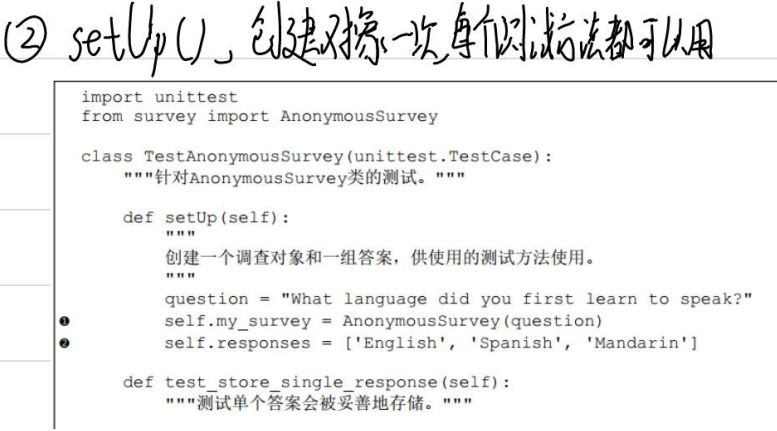 ② setUp()，创建对象一次,每个测试方法都可以用
import unittest
from survey import AnonymousSurvey
class TestAnonymousSurvey(unittest.TestCase):
"""针对AnonymousSurvey类的测试。"""
def setUp(self):
"""
创建一个调查对象和一组答案，供使用的测试方法使用。
"""
question = "What language did you first learn to speak?"
❶ self.my_survey = AnonymousSurvey(question)
❷ self.responses = ['English', 'Spanish', 'Mandarin']
def test_store_single_response(self):
"""测试单个答案会被妥善地存储。"""